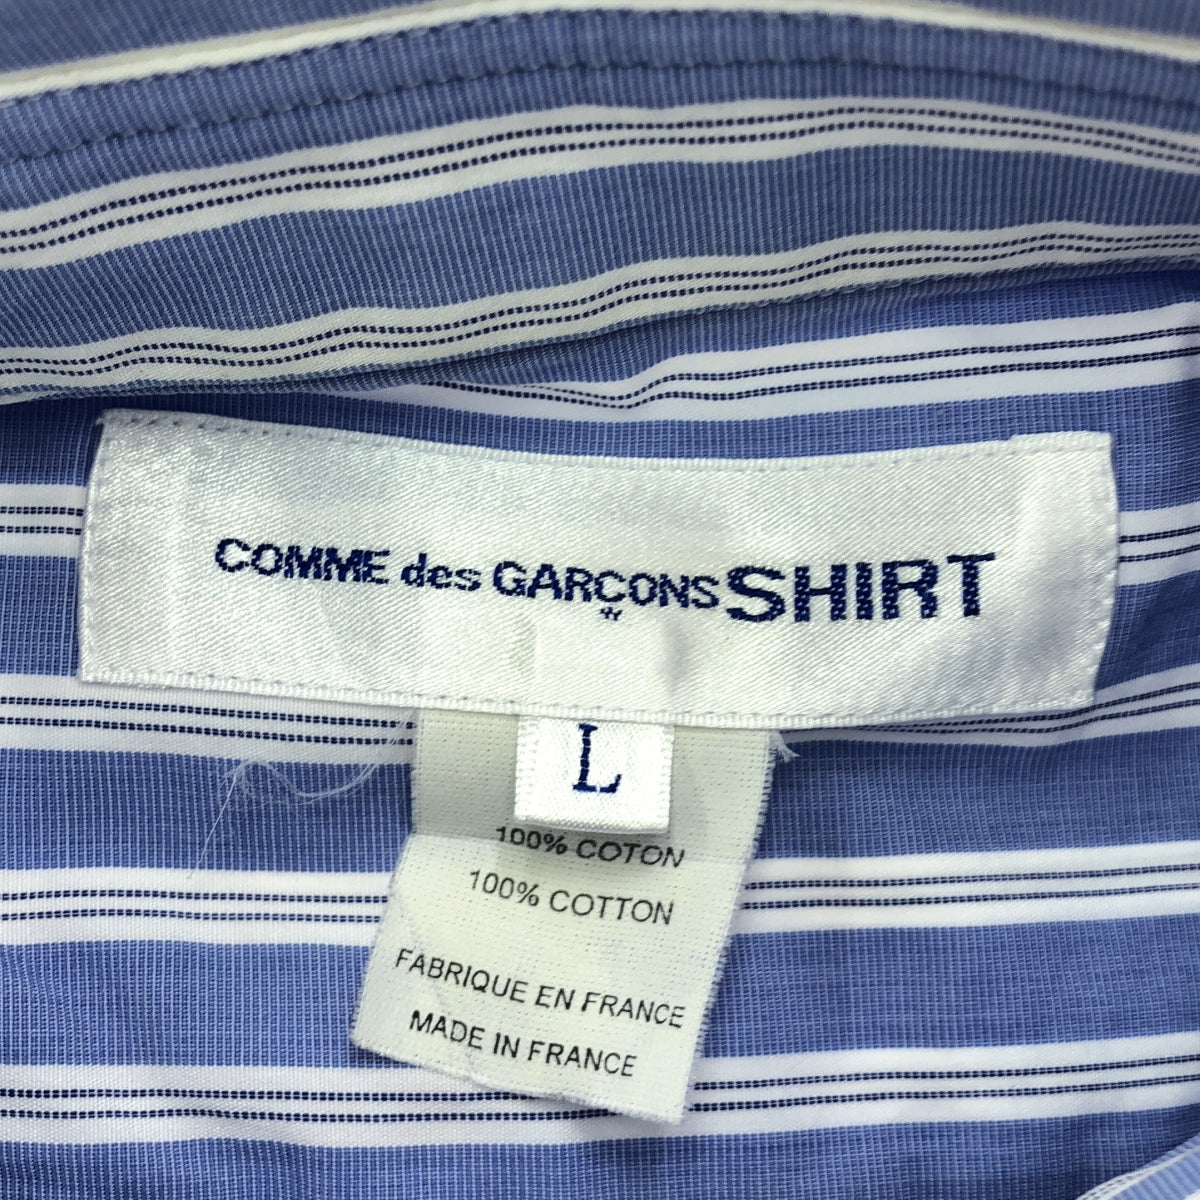 COMME des GARÇONS SHIRT
L
100% COTON
100% COTTON
FABRIQUE EN FRANCE
MADE IN FRANCE